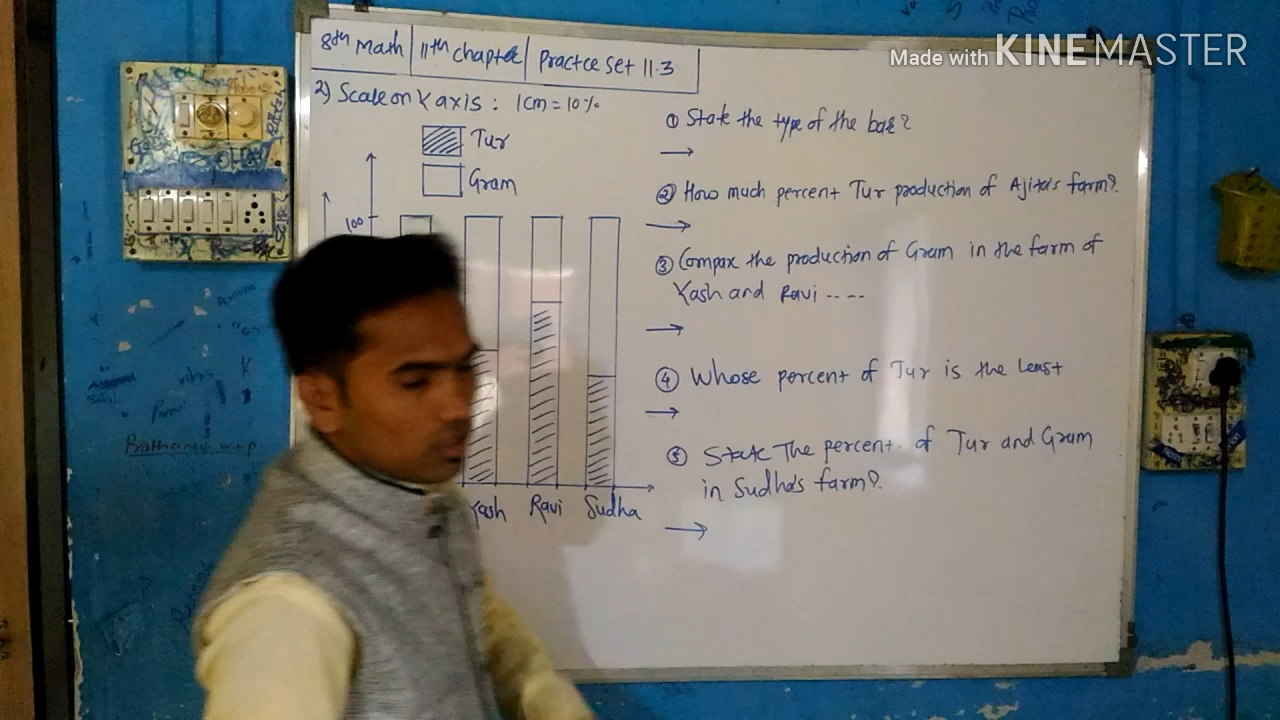 Made with KINEMASTER
8th Math | 11th chapter | practce set 11.3
2) Scale on Y axis : 1cm = 10%
Tur
Gram
100
Yash Ravi Sudha
① State the type of the bar?
→
② How much percent Tur production of Ajita's farm?
→
③ Compare the production of Gram in the farm of
Yash and Ravi ----
→
④ Whose percent of Tur is the least
→
⑤ State The percent. of Tur and Gram
in Sudha's farm?
→